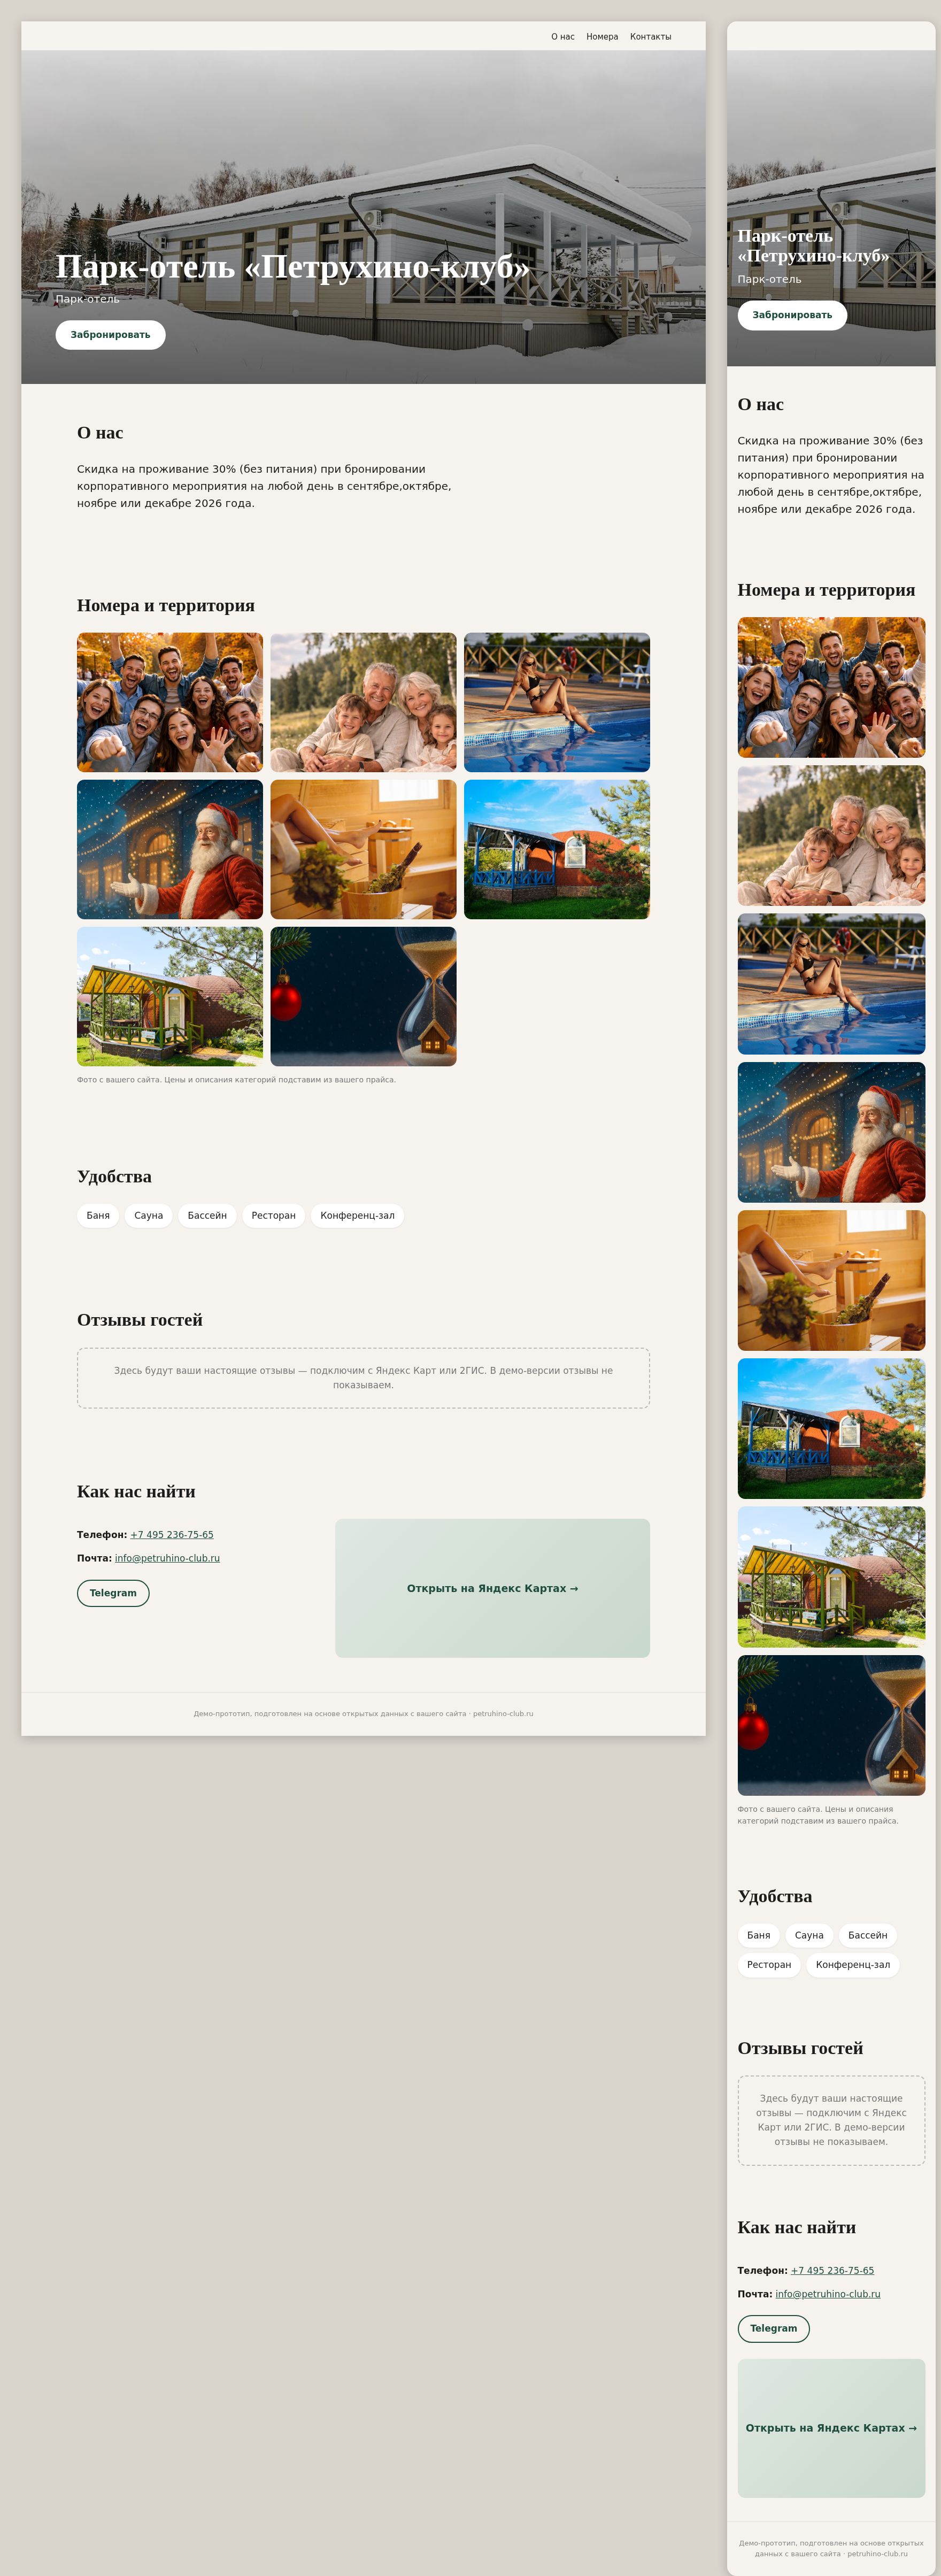 О нас Номера Контакты
Парк-отель «Петрухино-клуб»
Парк-отель
Забронировать
О нас
Скидка на проживание 30% (без питания) при бронировании
корпоративного мероприятия на любой день в сентябре,октябре,
ноябре или декабре 2026 года.
Номера и территория
Фото с вашего сайта. Цены и описания категорий подставим из вашего прайса.
Удобства
Баня Сауна Бассейн Ресторан Конференц-зал
Отзывы гостей
Здесь будут ваши настоящие отзывы — подключим с Яндекс Карт или 2ГИС. В демо-версии отзывы не
показываем.
Как нас найти
Телефон: +7 495 236-75-65
Почта: info@petruhino-club.ru
Telegram
Открыть на Яндекс Картах →
Демо-прототип, подготовлен на основе открытых данных с вашего сайта · petruhino-club.ru
Парк-отель
«Петрухино-клуб»
Парк-отель
Забронировать
О нас
Скидка на проживание 30% (без
питания) при бронировании
корпоративного мероприятия на
любой день в сентябре,октябре,
ноябре или декабре 2026 года.
Номера и территория
Фото с вашего сайта. Цены и описания
категорий подставим из вашего прайса.
Удобства
Баня Сауна Бассейн
Ресторан Конференц-зал
Отзывы гостей
Здесь будут ваши настоящие
отзывы — подключим с Яндекс
Карт или 2ГИС. В демо-версии
отзывы не показываем.
Как нас найти
Телефон: +7 495 236-75-65
Почта: info@petruhino-club.ru
Telegram
Открыть на Яндекс Картах →
Демо-прототип, подготовлен на основе открытых
данных с вашего сайта · petruhino-club.ru